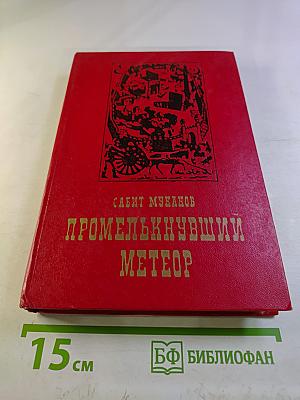 САБИТ МУКАНОВ
ПРОМЕЛЬКНУВШИЙ
МЕТЕОР
15 см
БФ БИБЛИОФАН